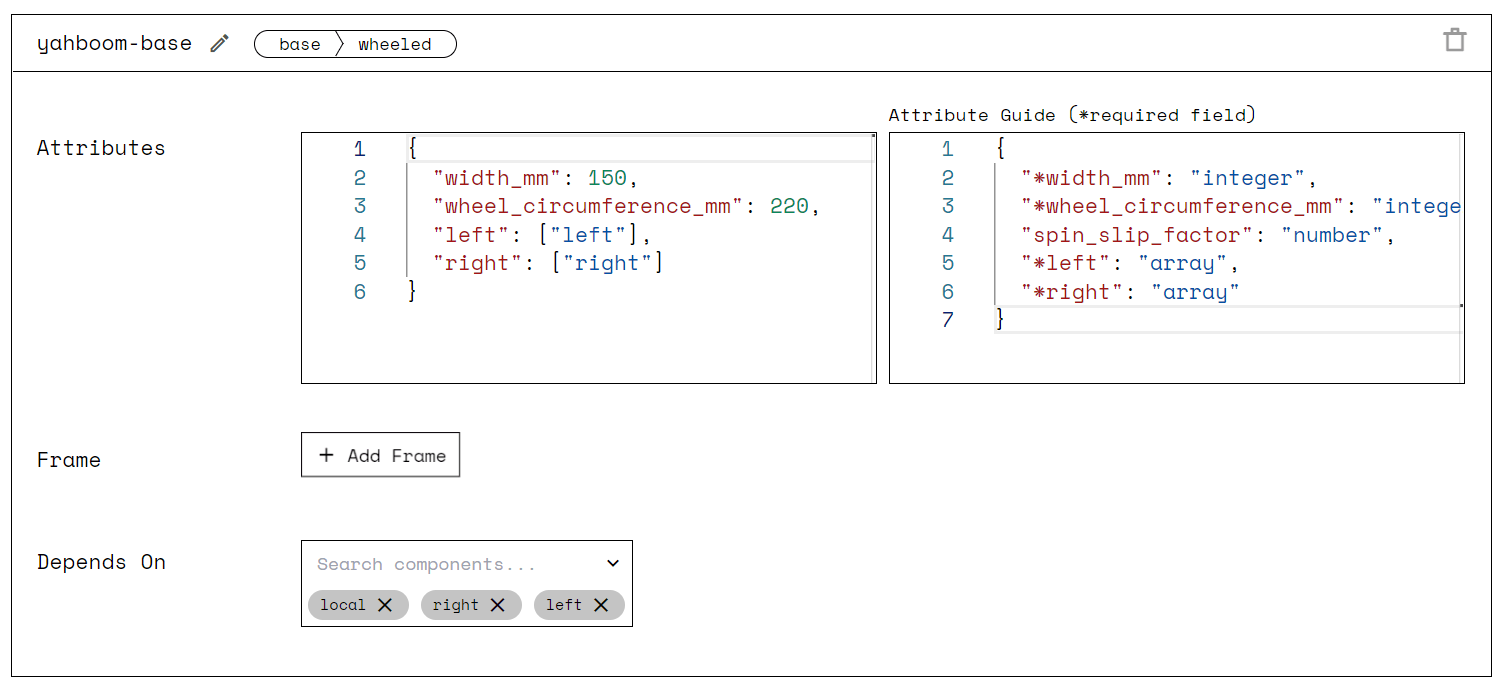 yahboom-base base wheeled
Attribute Guide (*required field)
Attributes
1 {
2 "width_mm": 150,
3 "wheel_circumference_mm": 220,
4 "left": ["left"],
5 "right": ["right"]
6 }
1 {
2 "*width_mm": "integer",
3 "*wheel_circumference_mm": "intege
4 "spin_slip_factor": "number",
5 "*left": "array",
6 "*right": "array"
7 }
Frame
+ Add Frame
Depends On
Search components...
local right left